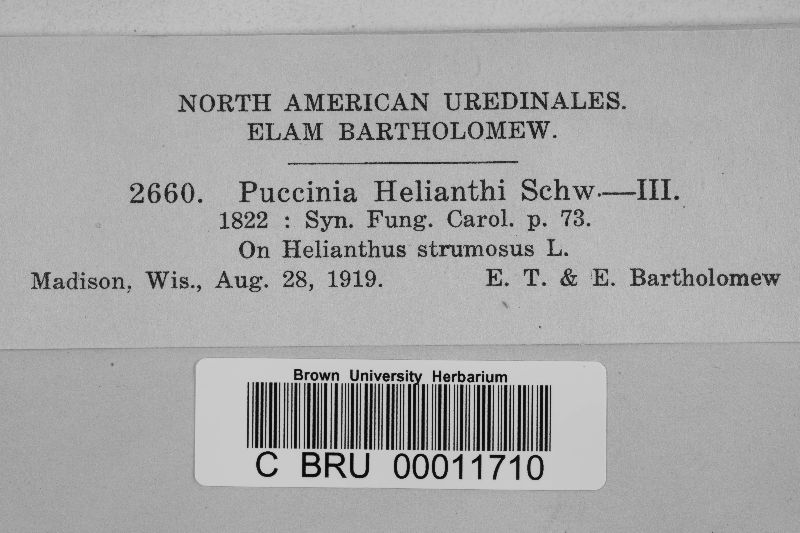 NORTH AMERICAN UREDINALES.
ELAM BARTHOLOMEW.
2660. Puccinia Helianthi Schw.—III.
1822 : Syn. Fung. Carol. p. 73.
On Helianthus strumosus L.
Madison, Wis., Aug. 28, 1919. E. T. & E. Bartholomew
Brown University Herbarium
C BRU 00011710